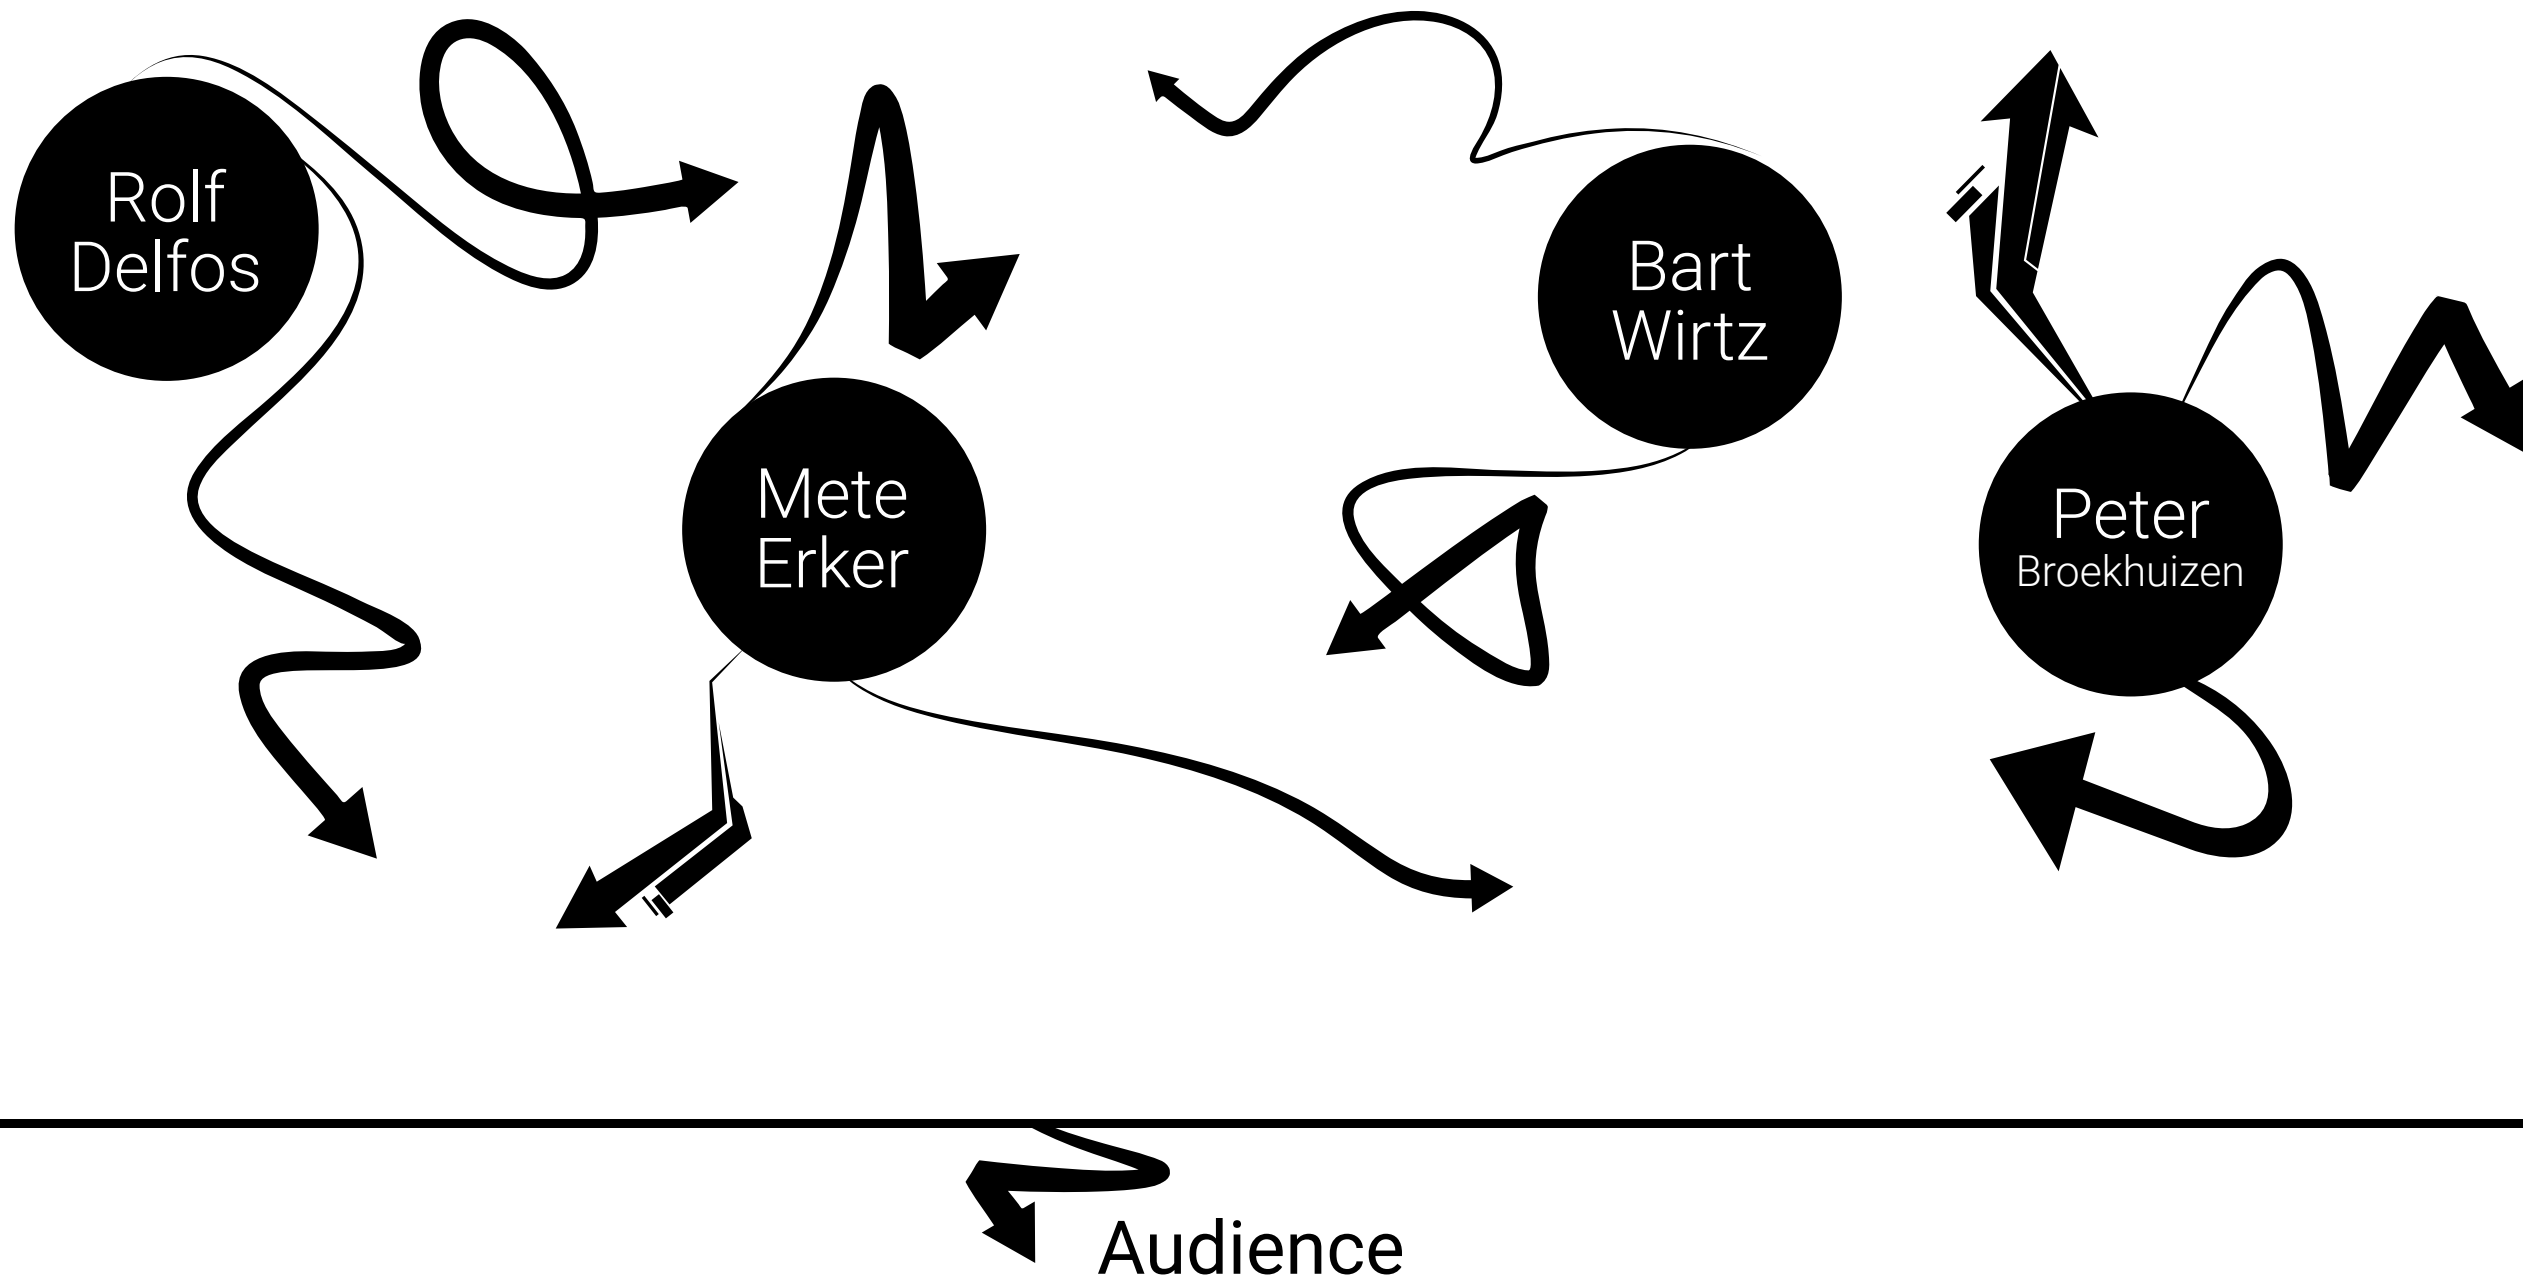 Rolf
Delfos
Mete
Erker
Bart
Wirtz
Peter
Broekhuizen
Audience